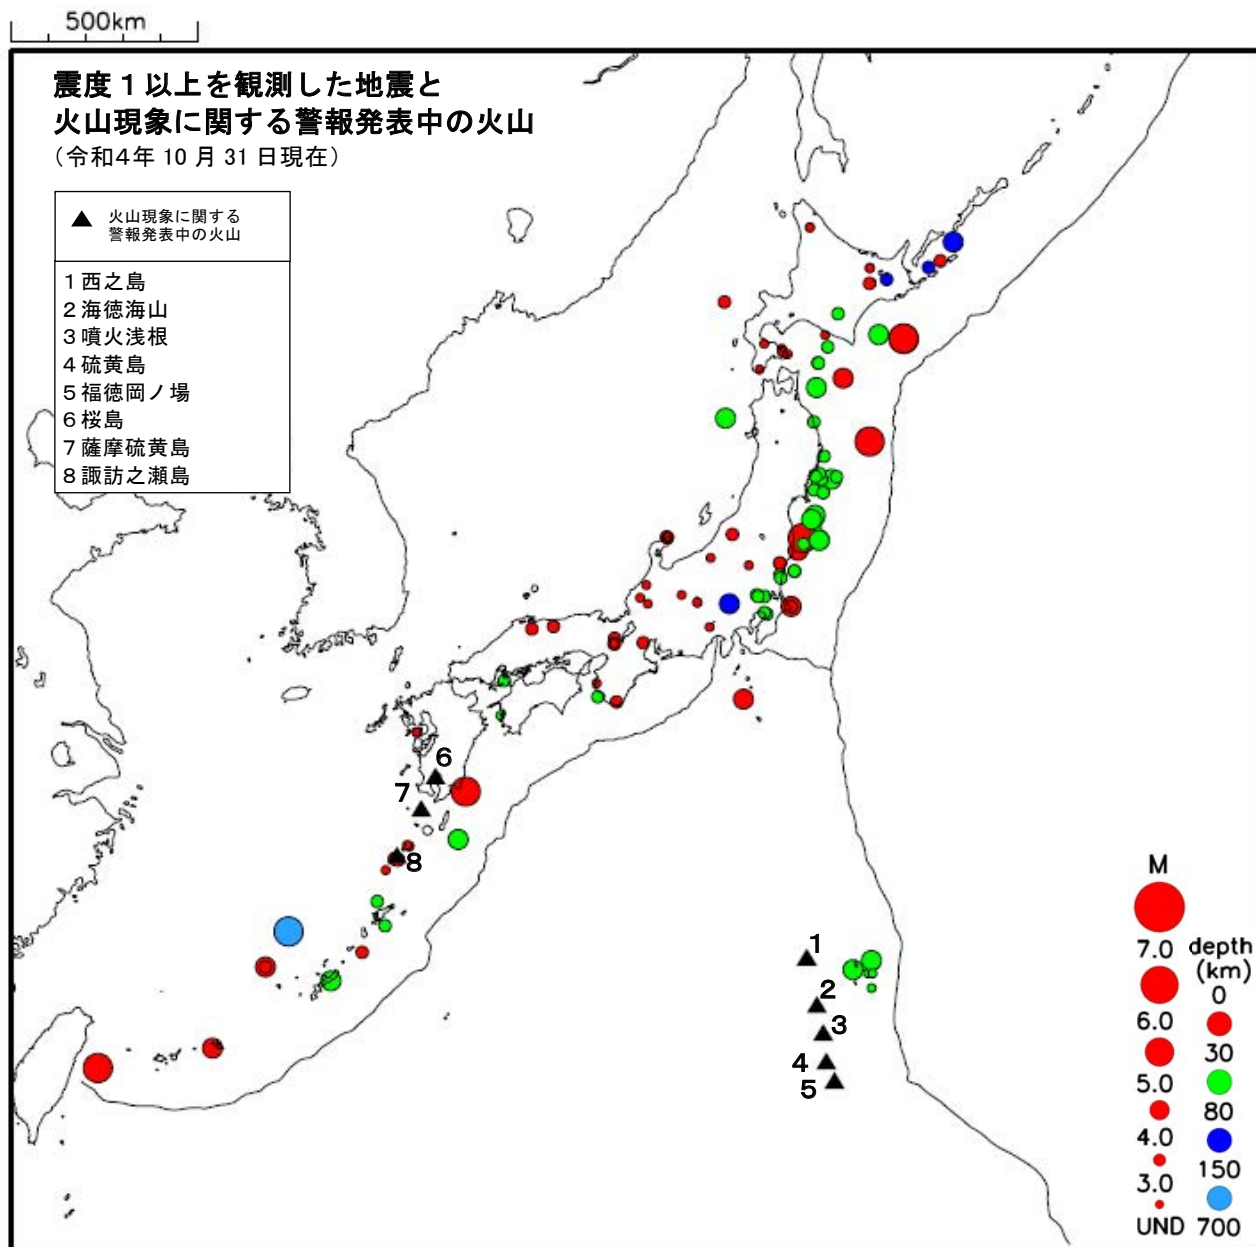 500km
震度１以上を観測した地震と
火山現象に関する警報発表中の火山
（令和4年 10 月 31 日現在）
▲ 火山現象に関する
警報発表中の火山
1 西之島
2 海徳海山
3 噴火浅根
4 硫黄島
5 福徳岡ノ場
6 桜島
7 薩摩硫黄島
8 諏訪之瀬島
6
7
8
1
2
3
4
5
M
7.0 depth
(km)
0
6.0
30
5.0
80
4.0
150
3.0
UND 700